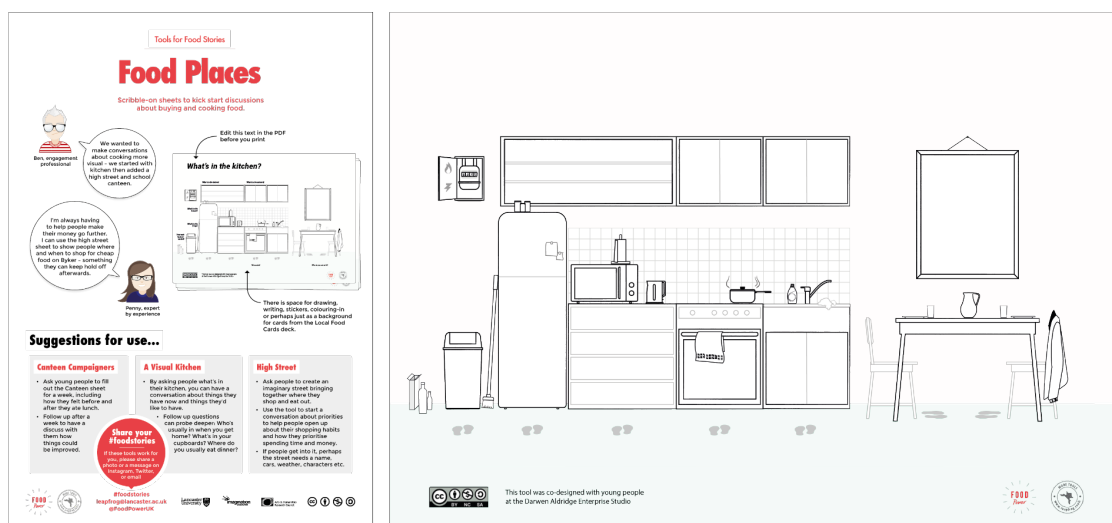 Tools for Food Stories
Food Places
Scribble-on sheets to kick start discussions
about buying and cooking food.
Ben, engagement
professional
We wanted to
make conversations
about cooking more
visual - we started with
kitchen then added a
high street and school
canteen.
Edit this text in the PDF
before you print
What's in the kitchen?
I'm always having
to help people make
their money go further.
I can use the high street
sheet to show people where
and when to shop for cheap
food on Byker - something
they can keep hold off
afterwards.
Penny, expert
by experience
There is space for drawing,
writing, stickers, colouring-in
or perhaps just as a background
for cards from the Local Food
Cards deck.
Suggestions for use...
Canteen Campaigners
• Ask young people to fill
out the Canteen sheet
for a week, including
how they felt before and
after they ate lunch.
• Follow up after a
week to have a
discuss with
them how
things could
be improved.
A Visual Kitchen
• By asking people what's in
their kitchen, you can have a
conversation about things they
have now and things they'd
like to have.
• Follow up questions
can probe deeper: Who's
usually in when you get
home? What's in your
cupboards? Where do
you usually eat dinner?
High Street
• Ask people to create an
imaginary street bringing
together where they
shop and eat out.
• Use the tool to start a
conversation about priorities
to help people open up
about their shopping habits
and how they prioritise
spending time and money.
• If people get into it, perhaps
the street needs a name,
cars, weather, characters etc.
Share your
#foodstories
If these tools work for
you, please share a
photo or a message on
Instagram, Twitter,
or email
#foodstories
leapfrog@lancaster.ac.uk
@FoodPowerUK
FOOD
Power
Lancaster
University
imagination
cc
cc
BY NC SA
This tool was co-designed with young people
at the Darwen Aldridge Enterprise Studio
FOOD
Power